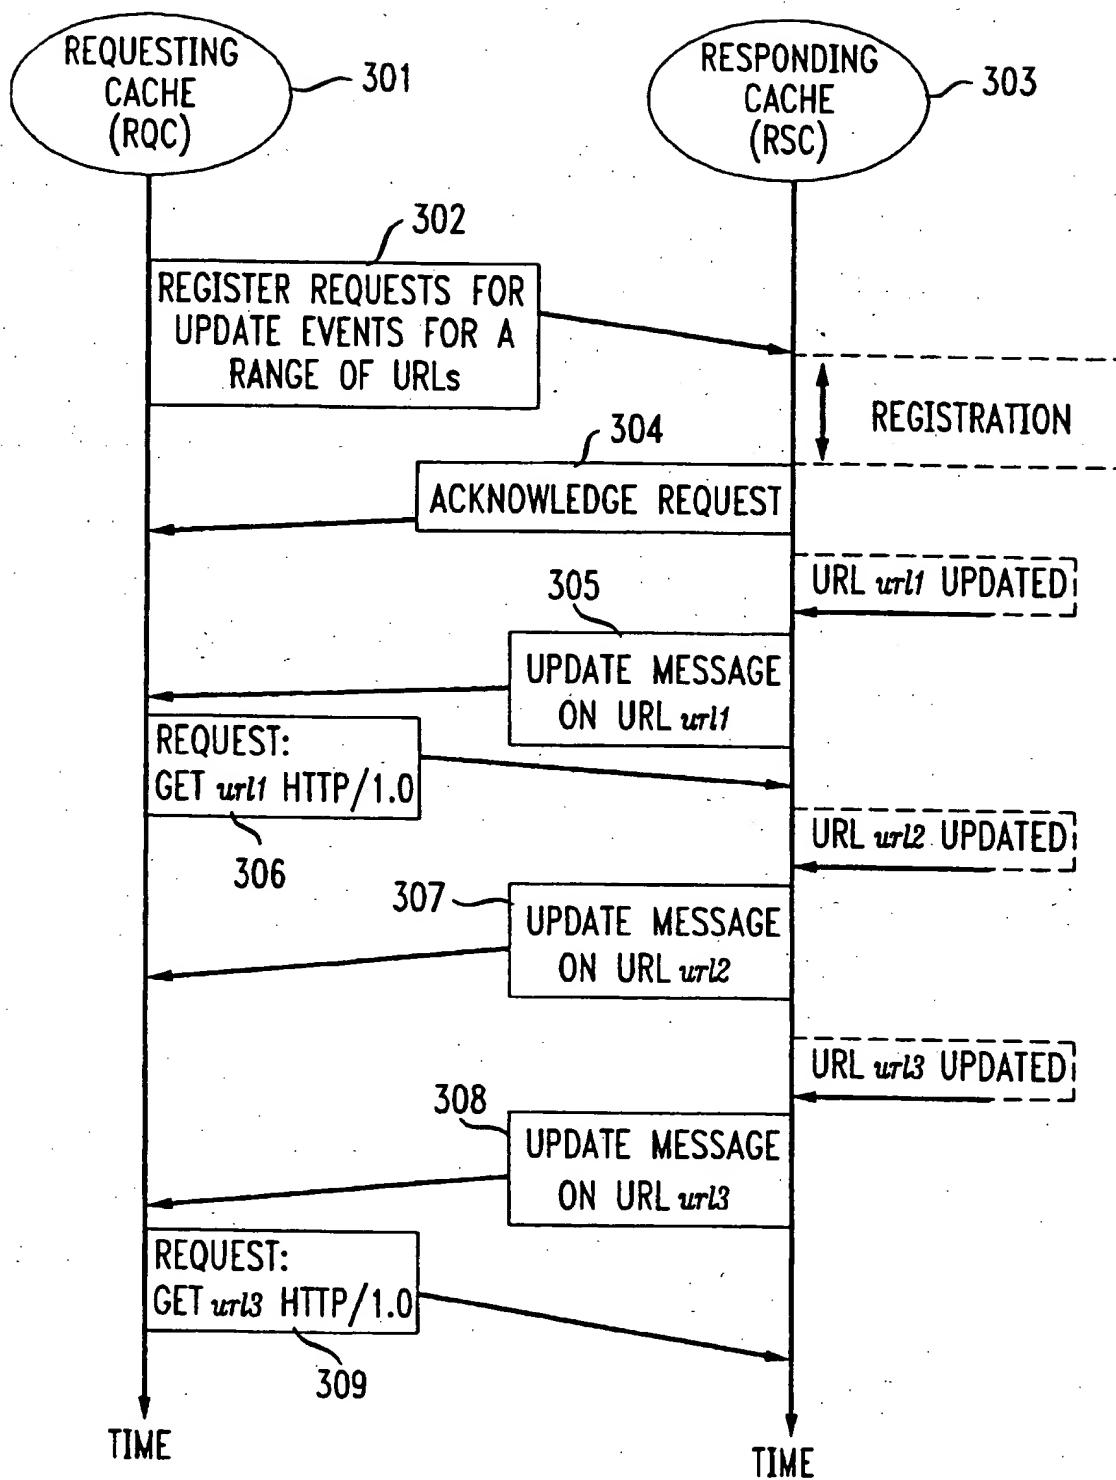 REQUESTING
CACHE
(RQC)
301
RESPONDING
CACHE
(RSC)
303
302
REGISTER REQUESTS FOR
UPDATE EVENTS FOR A
RANGE OF URLs
REGISTRATION
304
ACKNOWLEDGE REQUEST
URL url1 UPDATED
305
UPDATE MESSAGE
ON URL url1
REQUEST:
GET url1 HTTP/1.0
306
URL url2 UPDATED
307
UPDATE MESSAGE
ON URL url2
URL url3 UPDATED
308
UPDATE MESSAGE
ON URL url3
REQUEST:
GET url3 HTTP/1.0
309
TIME
TIME